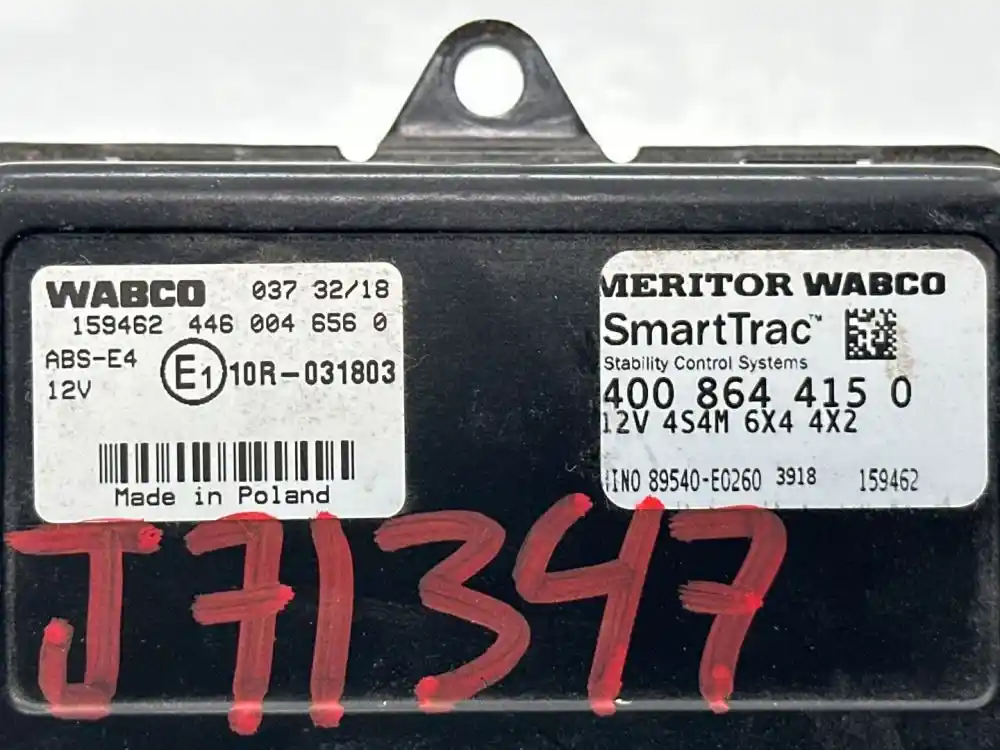 WABCO 037 32/18
159462 446 004 656 0
ABS-E4
12V
E1 10R-031803
Made in Poland
MERITOR WABCO
SmartTrac™
Stability Control Systems
400 864 415 0
12V 4S4M 6X4 4X2
HINO 89540-E0260 3918 159462
J71347